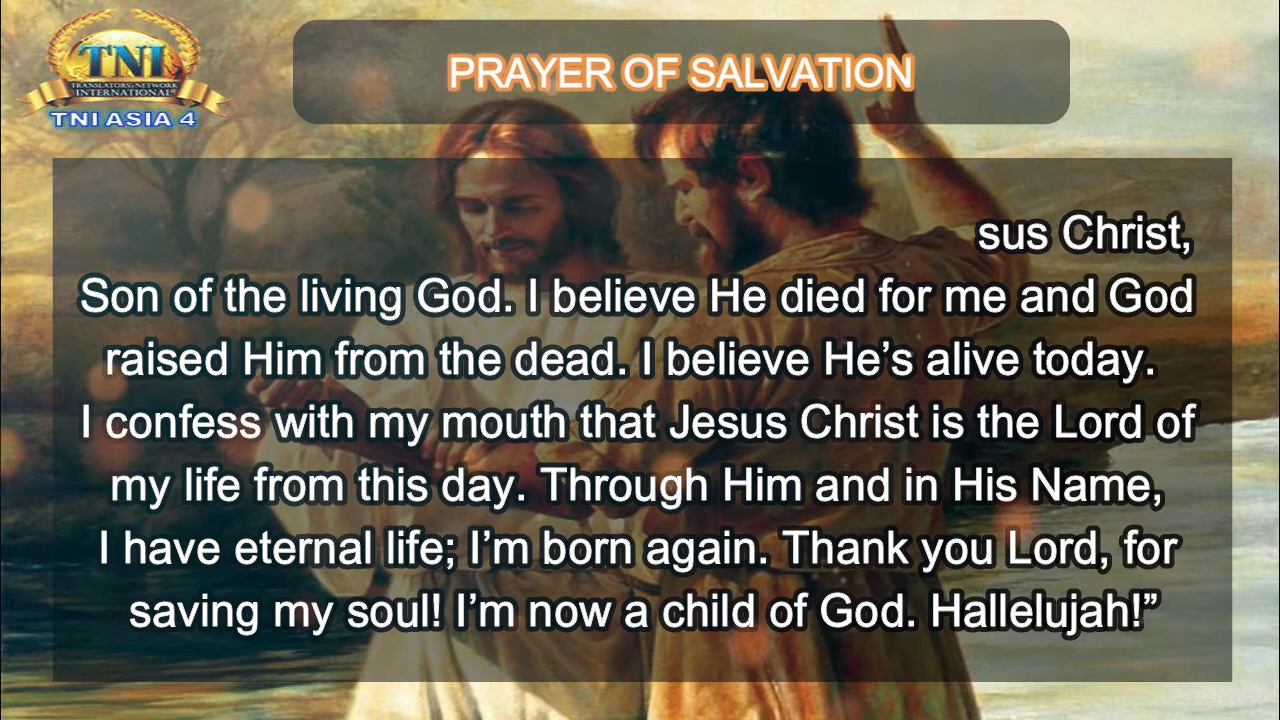 TNI
TRANSLATORS' NETWORK
INTERNATIONAL
TNI ASIA 4
PRAYER OF SALVATION
sus Christ,
Son of the living God. I believe He died for me and God
raised Him from the dead. I believe He’s alive today.
I confess with my mouth that Jesus Christ is the Lord of
my life from this day. Through Him and in His Name,
I have eternal life; I’m born again. Thank you Lord, for
saving my soul! I’m now a child of God. Hallelujah!”